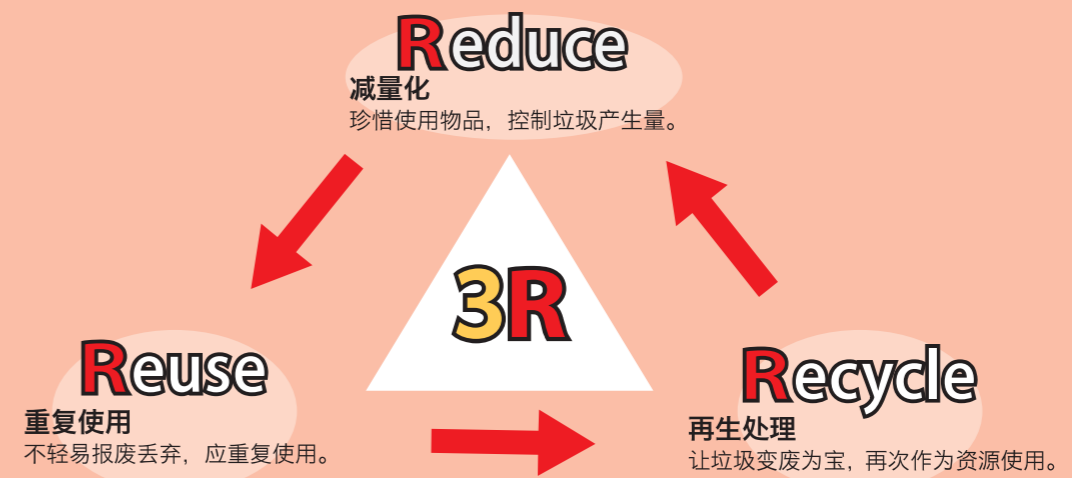 Reduce
减量化
珍惜使用物品，控制垃圾产生量。
3R
Reuse
重复使用
不轻易报废丢弃，应重复使用。
Recycle
再生处理
让垃圾变废为宝，再次作为资源使用。